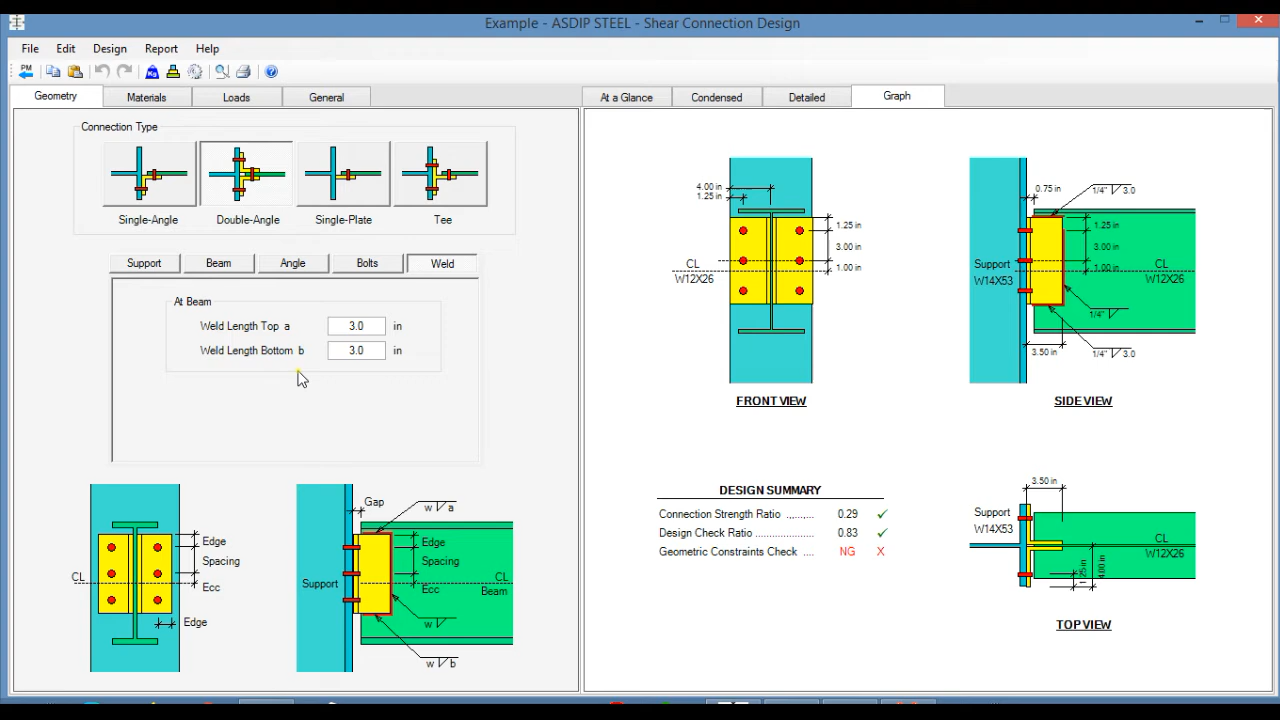 Example - ASDIP STEEL - Shear Connection Design
File Edit Design Report Help
PM
Geometry Materials Loads General
At a Glance Condensed Detailed Graph
Connection Type
Single-Angle Double-Angle Single-Plate Tee
Support Beam Angle Bolts Weld
At Beam
Weld Length Top a 3.0 in
Weld Length Bottom b 3.0 in
Edge
Spacing
CL
Ecc
Edge
Gap
w a
Edge
Spacing
Support
CL
Ecc
Beam
w
w b
4.00 in
1.25 in
1.25 in
3.00 in
1.00 in
CL
W12X26
FRONT VIEW
0.75 in
1/4" 3.0
1.25 in
3.00 in
1.00 in
Support
W14X53
CL
W12X26
1/4"
3.50 in
1/4" 3.0
SIDE VIEW
DESIGN SUMMARY
Connection Strength Ratio ........ 0.29 ✓
Design Check Ratio ................... 0.83 ✓
Geometric Constraints Check .... NG X
3.50 in
Support
W14X53
CL
W12X26
1.25 in
4.00 in
TOP VIEW